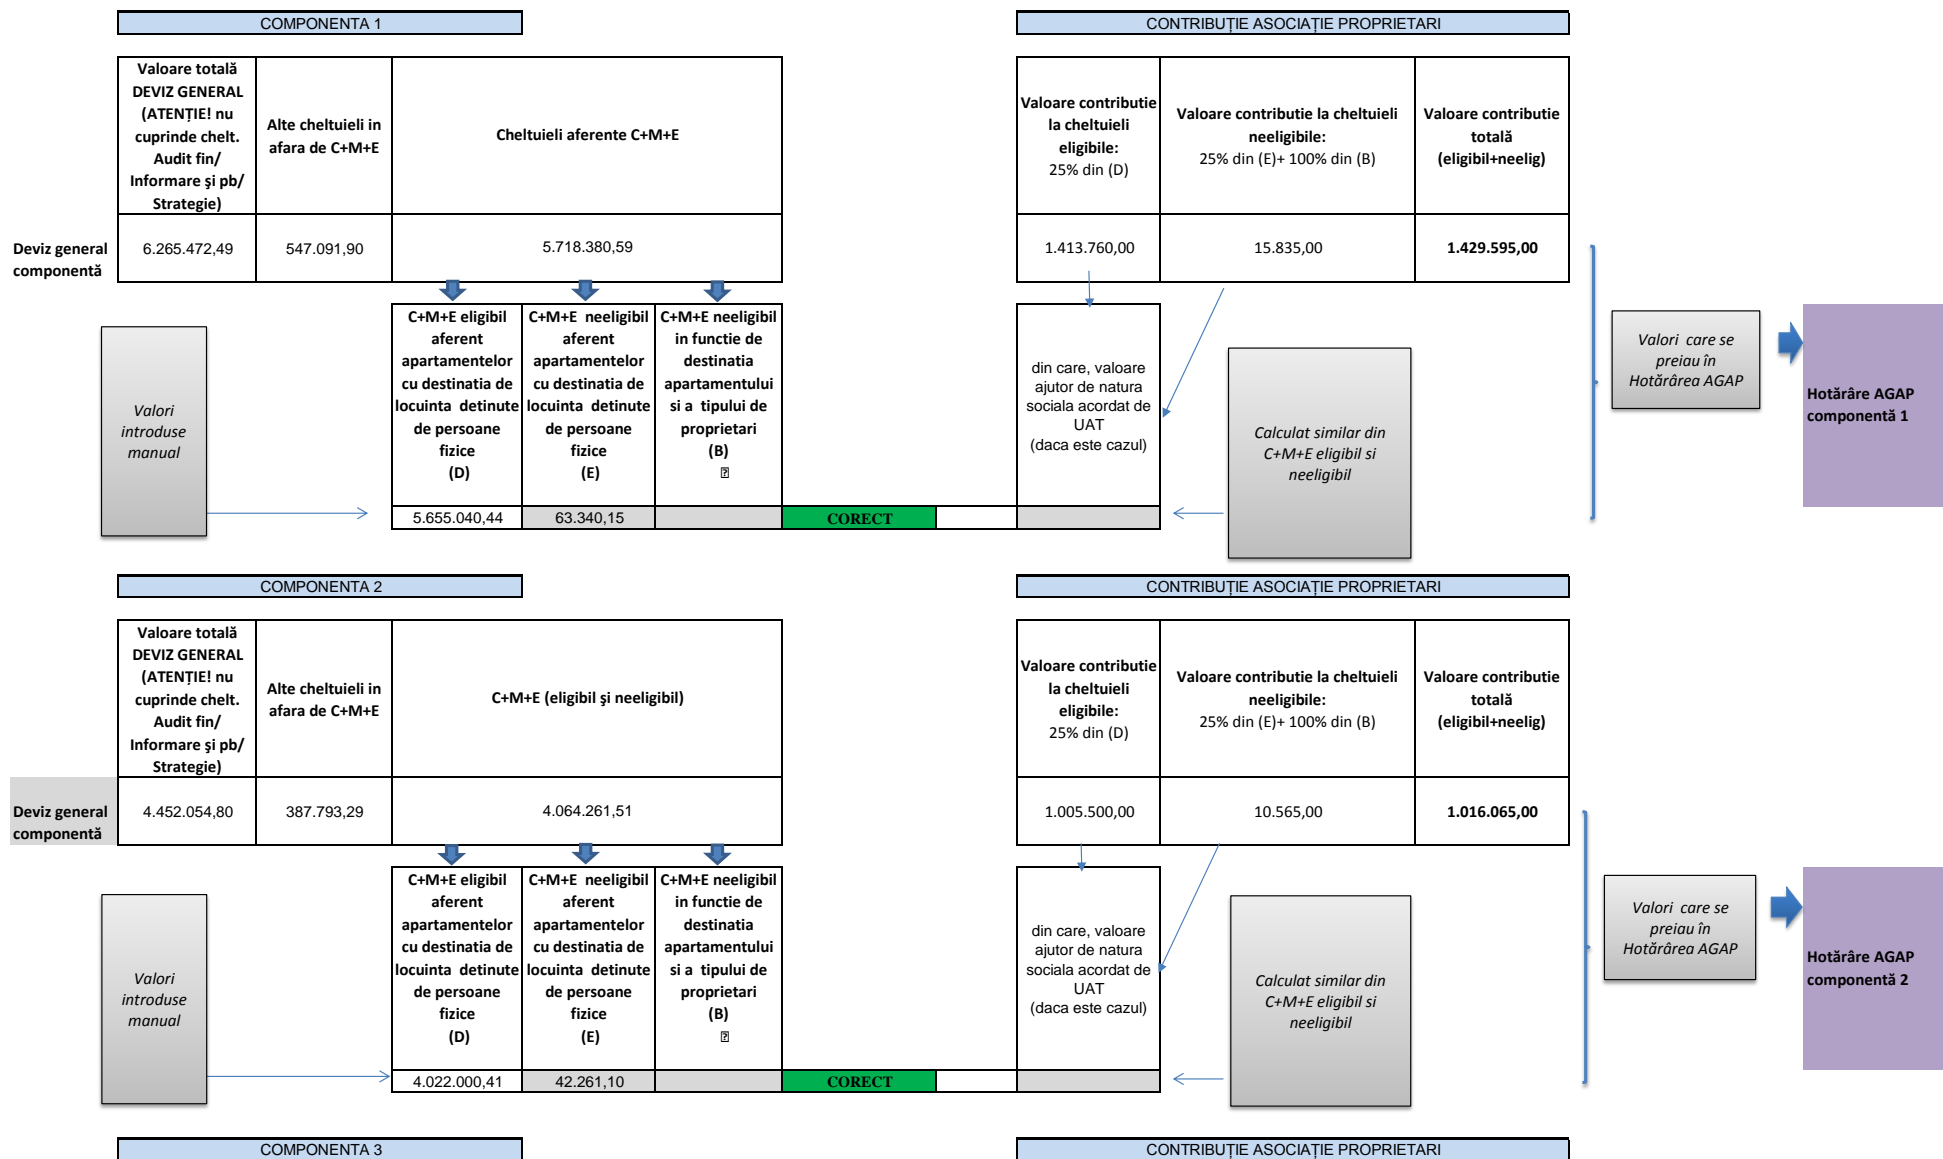 COMPONENTA 1
CONTRIBUȚIE ASOCIAȚIE PROPRIETARI
Valoare totală
DEVIZ GENERAL
(ATENȚIE! nu
cuprinde chelt.
Audit fin/
Informare și pb/
Strategie)
Alte cheltuieli in
afara de C+M+E
Cheltuieli aferente C+M+E
Valoare contributie
la cheltuieli
eligibile:
25% din (D)
Valoare contributie la cheltuieli
neeligibile:
25% din (E)+ 100% din (B)
Valoare contributie
totală
(eligibil+neelig)
Deviz general
componentă
6.265.472,49
547.091,90
5.718.380,59
1.413.760,00
15.835,00
1.429.595,00
C+M+E eligibil
aferent
apartamentelor
cu destinatia de
locuinta detinute
de persoane
fizice
(D)
C+M+E neeligibil
aferent
apartamentelor
cu destinatia de
locuinta detinute
de persoane
fizice
(E)
C+M+E neeligibil
in functie de
destinatia
apartamentului
si a tipului de
proprietari
(B)
din care, valoare
ajutor de natura
sociala acordat de
UAT
(daca este cazul)
Valori
introduse
manual
Calculat similar din
C+M+E eligibil si
neeligibil
Valori care se
preiau în
Hotărârea AGAP
Hotărâre AGAP
componentă 1
5.655.040,44
63.340,15
CORECT
COMPONENTA 2
CONTRIBUȚIE ASOCIAȚIE PROPRIETARI
Valoare totală
DEVIZ GENERAL
(ATENȚIE! nu
cuprinde chelt.
Audit fin/
Informare și pb/
Strategie)
Alte cheltuieli in
afara de C+M+E
C+M+E (eligibil și neeligibil)
Valoare contributie
la cheltuieli
eligibile:
25% din (D)
Valoare contributie la cheltuieli
neeligibile:
25% din (E)+ 100% din (B)
Valoare contributie
totală
(eligibil+neelig)
Deviz general
componentă
4.452.054,80
387.793,29
4.064.261,51
1.005.500,00
10.565,00
1.016.065,00
C+M+E eligibil
aferent
apartamentelor
cu destinatia de
locuinta detinute
de persoane
fizice
(D)
C+M+E neeligibil
aferent
apartamentelor
cu destinatia de
locuinta detinute
de persoane
fizice
(E)
C+M+E neeligibil
in functie de
destinatia
apartamentului
si a tipului de
proprietari
(B)
din care, valoare
ajutor de natura
sociala acordat de
UAT
(daca este cazul)
Valori
introduse
manual
Calculat similar din
C+M+E eligibil si
neeligibil
Valori care se
preiau în
Hotărârea AGAP
Hotărâre AGAP
componentă 2
4.022.000,41
42.261,10
CORECT
COMPONENTA 3
CONTRIBUȚIE ASOCIAȚIE PROPRIETARI